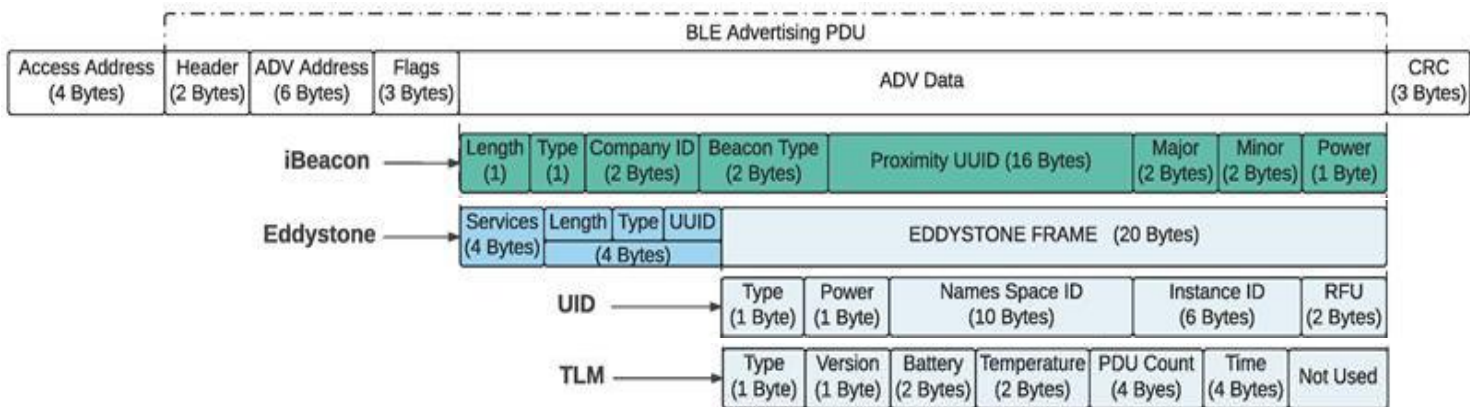 BLE Advertising PDU
Access Address Header ADV Address Flags ADV Data CRC
(4 Bytes) (2 Bytes) (6 Bytes) (3 Bytes) (3 Bytes)
iBeacon Length Type Company ID Beacon Type Proximity UUID (16 Bytes) Major Minor Power
(1) (1) (2 Bytes) (2 Bytes) (2 Bytes) (2 Bytes) (1 Byte)
Eddystone Services Length Type UUID EDDYSTONE FRAME (20 Bytes)
(4 Bytes) (4 Bytes)
UID Type Power Names Space ID Instance ID RFU
(1 Byte) (1 Byte) (10 Bytes) (6 Bytes) (2 Bytes)
TLM Type Version Battery Temperature PDU Count Time Not Used
(1 Byte) (1 Byte) (2 Bytes) (2 Bytes) (4 Byes) (4 Bytes)